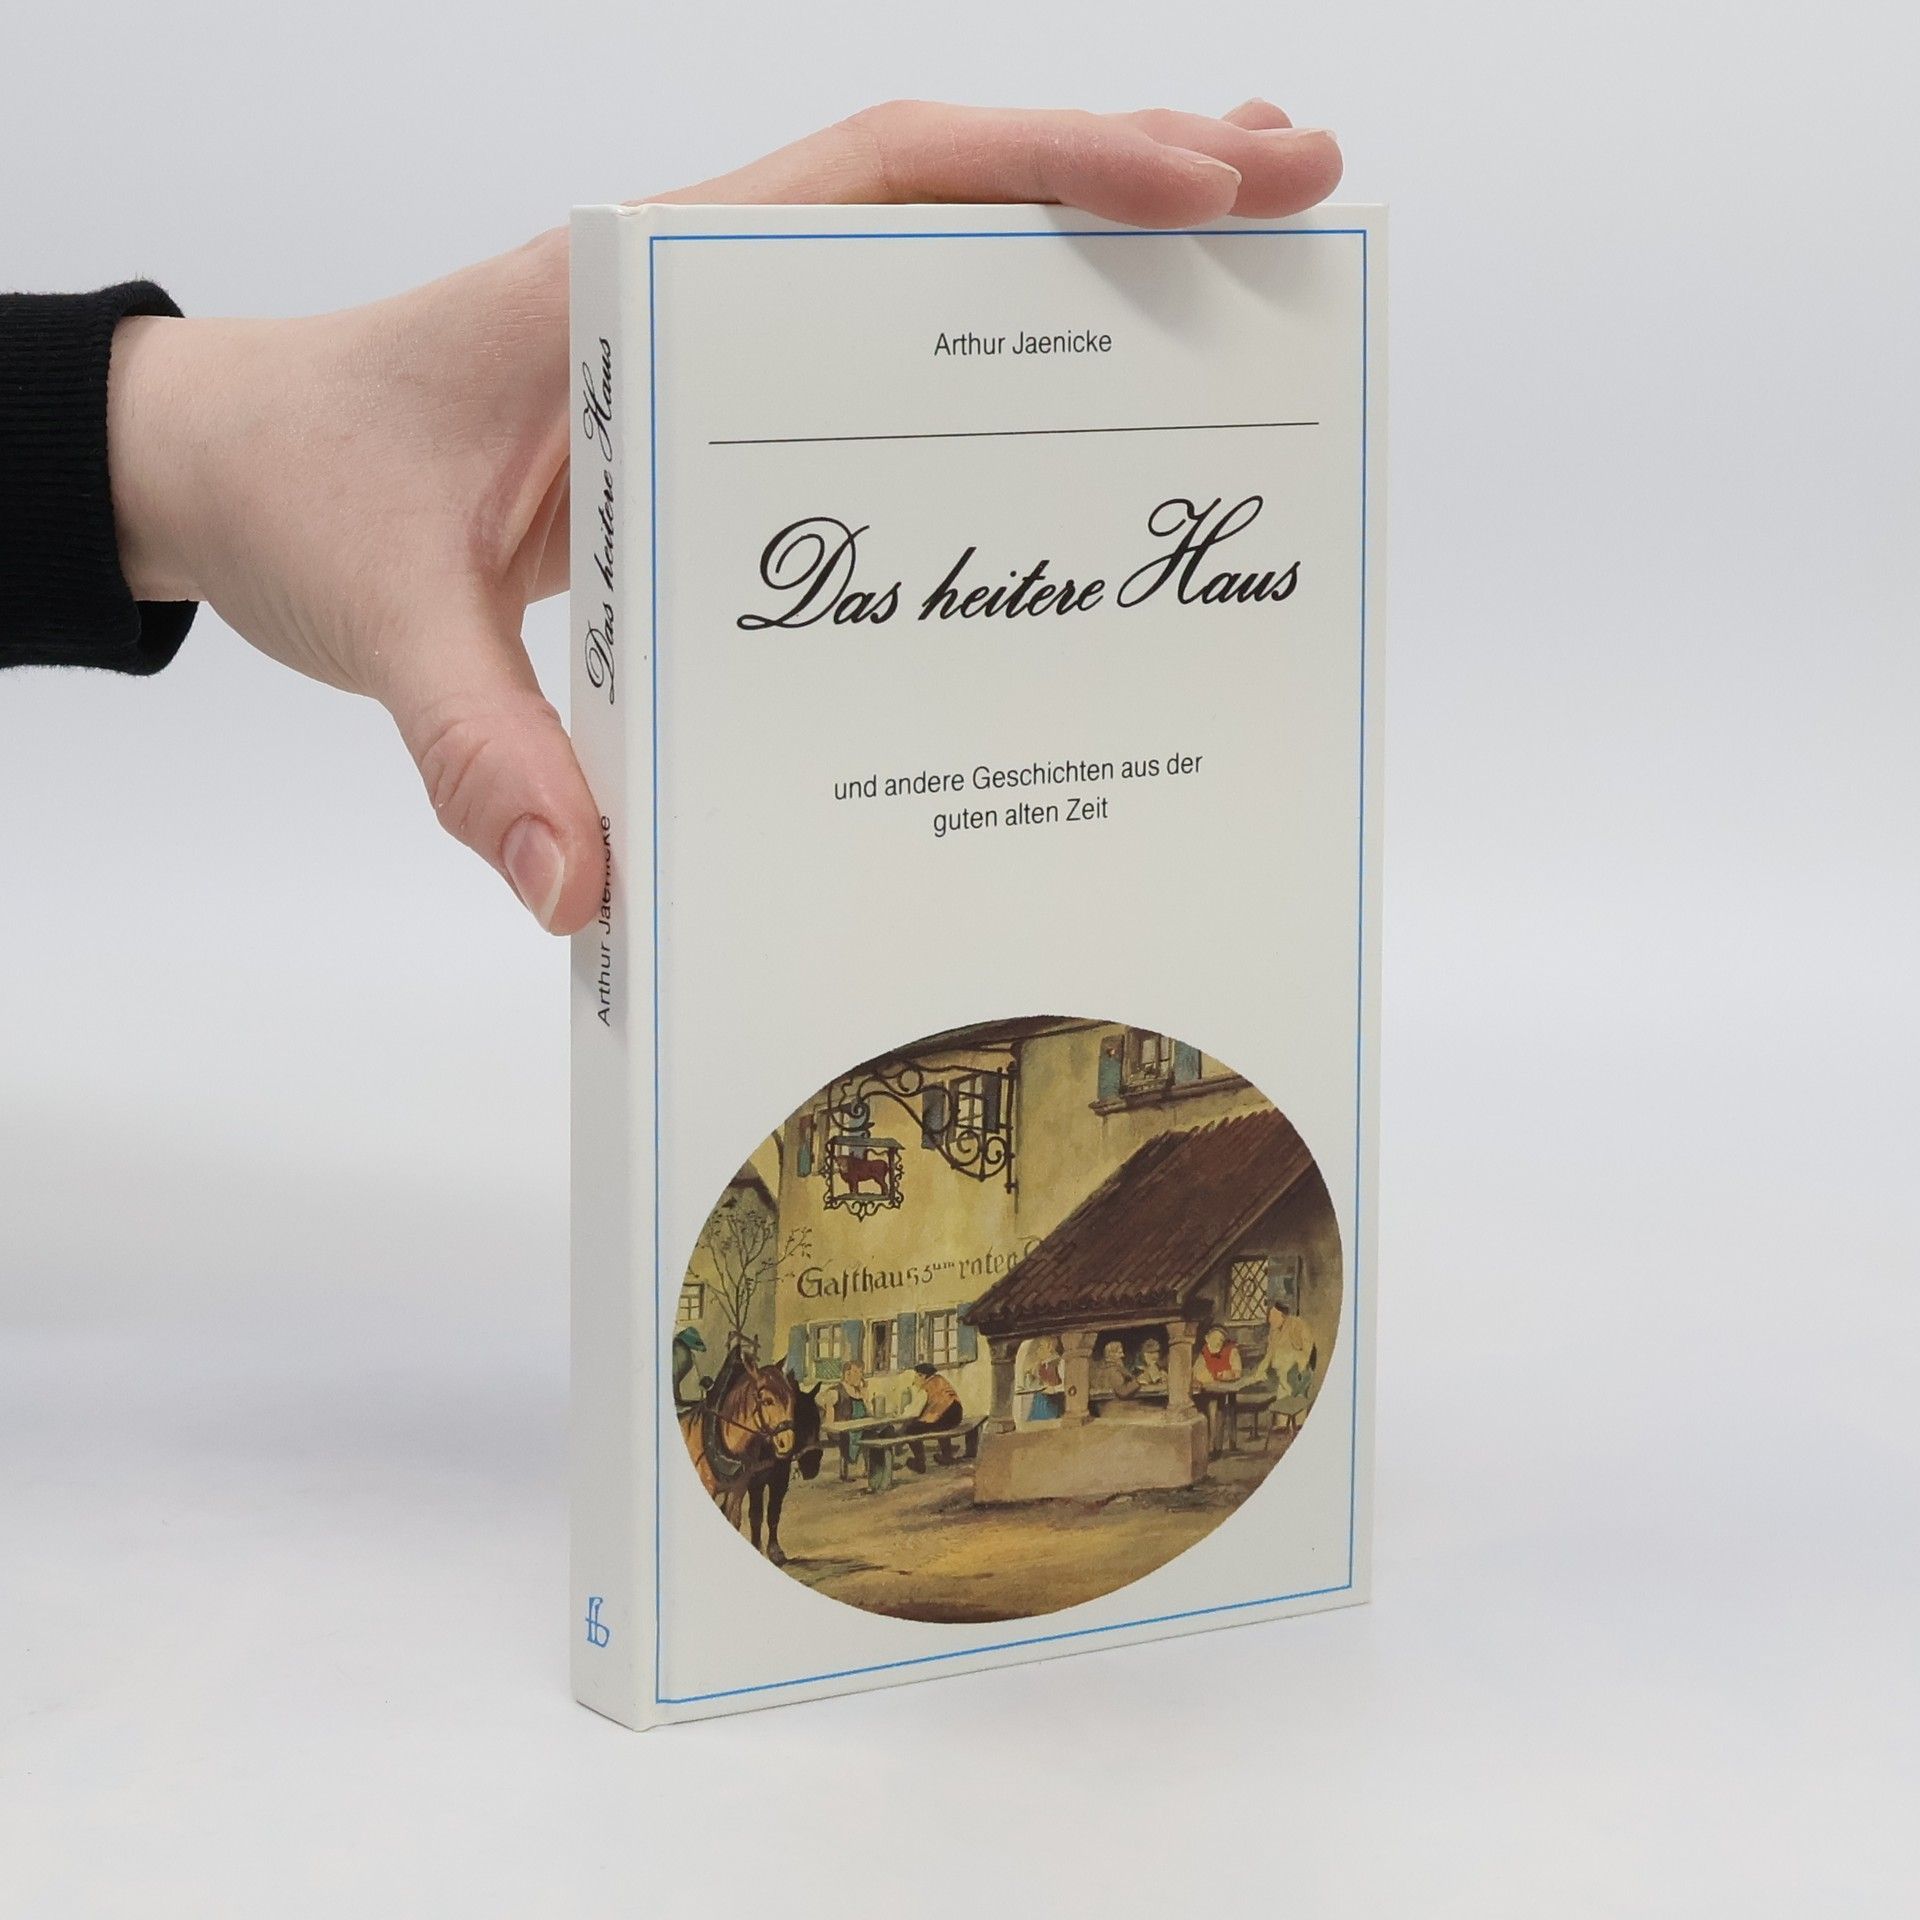 Arthur Jaenicke
Das heitere Haus
und andere Geschichten aus der
guten alten Zeit
Gasthaus zum roten
Das heitere Haus
Arthur Jaenicke
fb